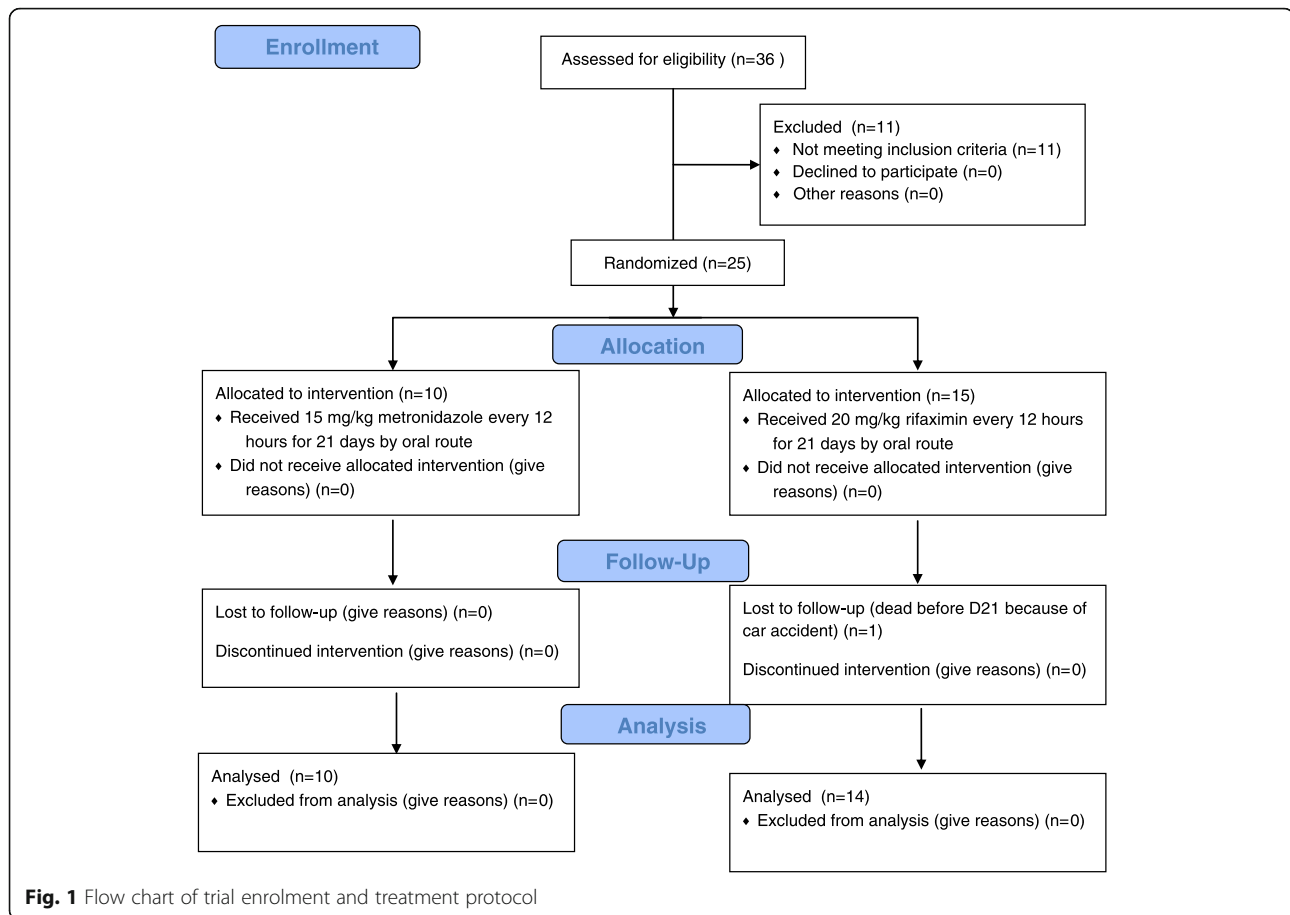 Enrollment
Assessed for eligibility (n=36 )
Excluded (n=11)
♦ Not meeting inclusion criteria (n=11)
♦ Declined to participate (n=0)
♦ Other reasons (n=0)
Randomized (n=25)
Allocation
Allocated to intervention (n=10)
♦ Received 15 mg/kg metronidazole every 12
hours for 21 days by oral route
♦ Did not receive allocated intervention (give
reasons) (n=0)
Allocated to intervention (n=15)
♦ Received 20 mg/kg rifaximin every 12 hours
for 21 days by oral route
♦ Did not receive allocated intervention (give
reasons) (n=0)
Follow-Up
Lost to follow-up (give reasons) (n=0)
Discontinued intervention (give reasons) (n=0)
Lost to follow-up (dead before D21 because of
car accident) (n=1)
Discontinued intervention (give reasons) (n=0)
Analysis
Analysed (n=10)
♦ Excluded from analysis (give reasons) (n=0)
Analysed (n=14)
♦ Excluded from analysis (give reasons) (n=0)
Fig. 1 Flow chart of trial enrolment and treatment protocol